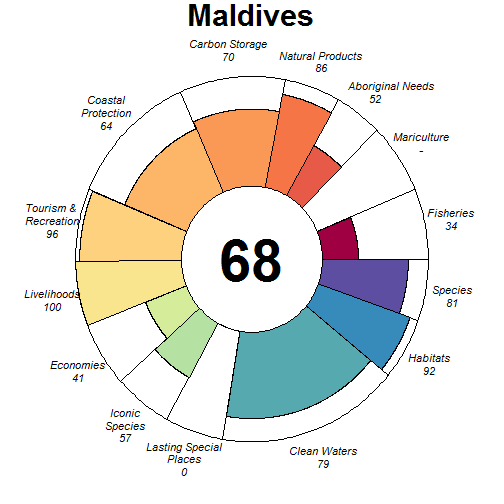 Maldives
Carbon Storage
70
Natural Products
86
Aboriginal Needs
52
Mariculture
-
Fisheries
34
Species
81
Habitats
92
Clean Waters
79
Lasting Special
Places
0
Iconic
Species
57
Economies
41
Livelihoods
100
Tourism &
Recreation
96
Coastal
Protection
64
68